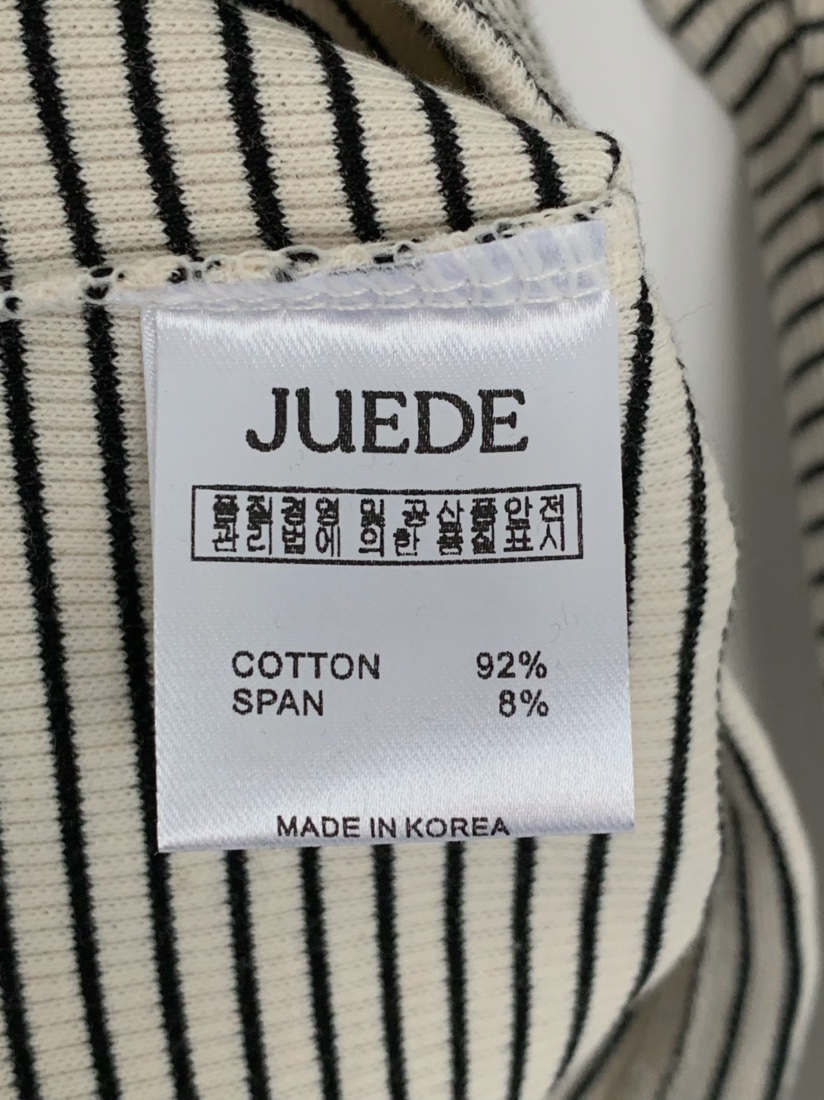 JUEDE
품질경영 및 공산품안전
관리법에 의한 품질표시
COTTON 92%
SPAN 8%
MADE IN KOREA